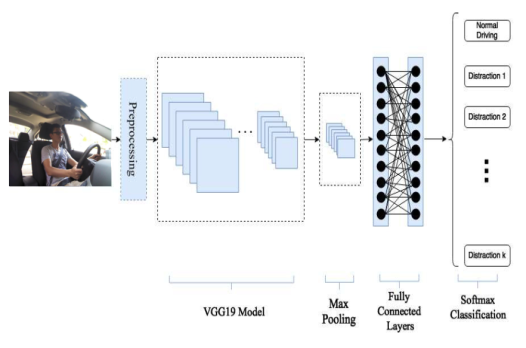 Normal
Driving
Distraction 1
Distraction 2
Distraction k
Preprocessing
VGG19 Model
Max
Pooling
Fully
Connected
Layers
Softmax
Classification